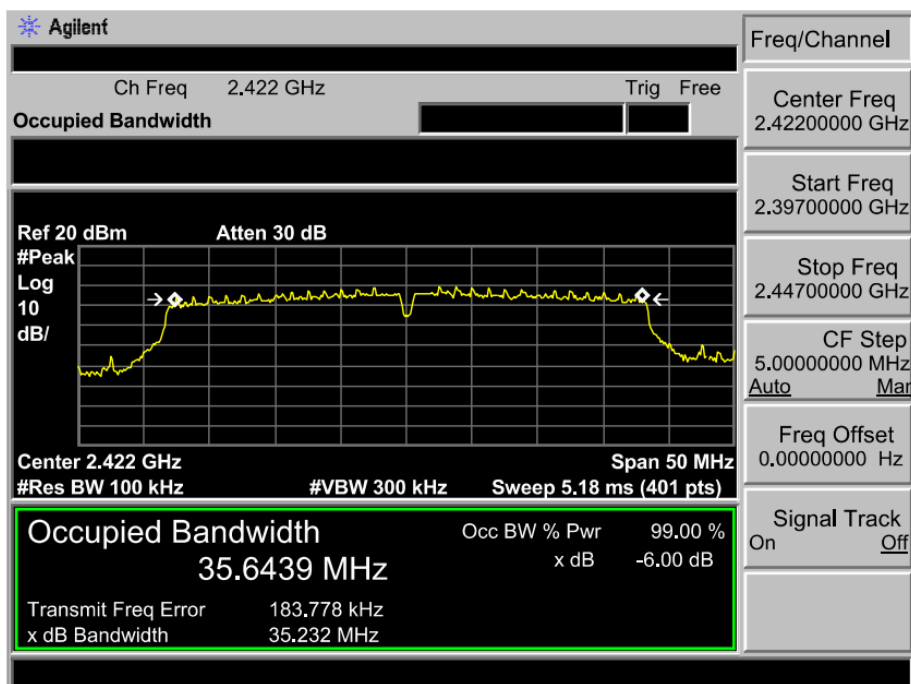 Agilent
Ch Freq 2.422 GHz Trig Free
Occupied Bandwidth
Ref 20 dBm Atten 30 dB
#Peak
Log
10
dB/
Center 2.422 GHz Span 50 MHz
#Res BW 100 kHz #VBW 300 kHz Sweep 5.18 ms (401 pts)
Occupied Bandwidth
35.6439 MHz
Occ BW % Pwr 99.00 %
x dB -6.00 dB
Transmit Freq Error 183.778 kHz
x dB Bandwidth 35.232 MHz
Freq/Channel
Center Freq
2.42200000 GHz
Start Freq
2.39700000 GHz
Stop Freq
2.44700000 GHz
CF Step
5.00000000 MHz
Auto Mar
Freq Offset
0.00000000 Hz
Signal Track
On Off